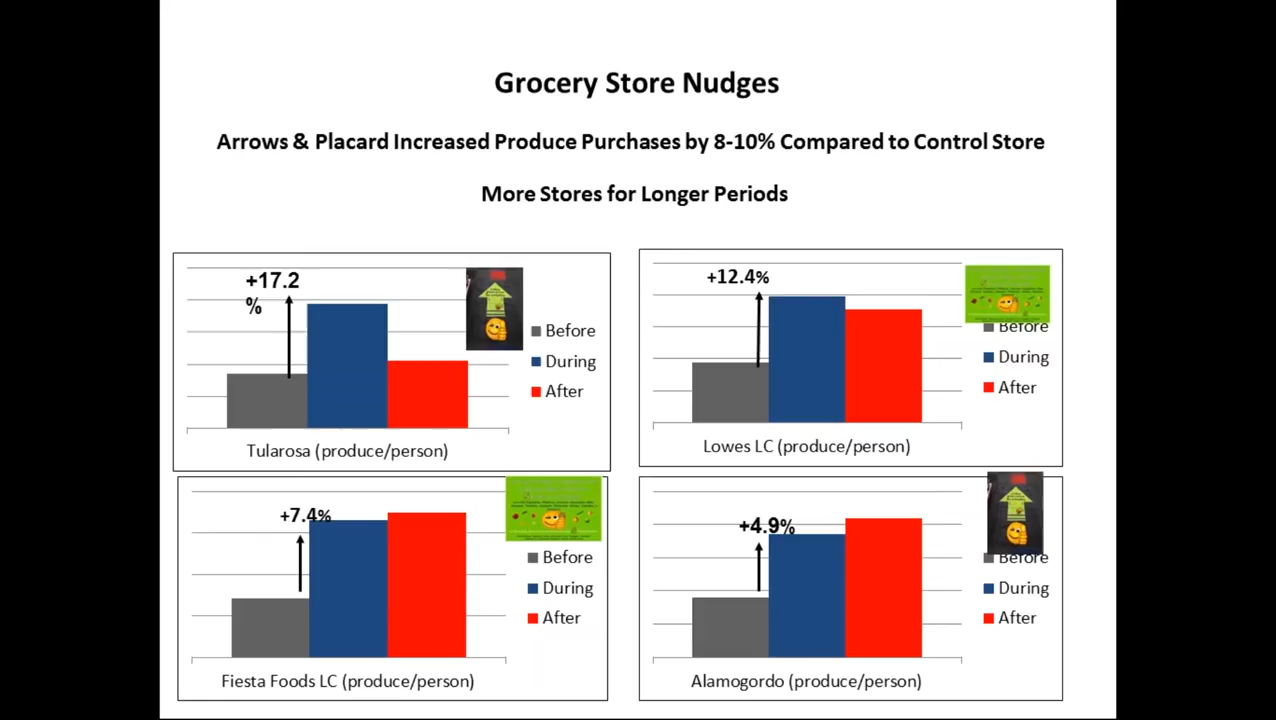 Grocery Store Nudges
Arrows & Placard Increased Produce Purchases by 8-10% Compared to Control Store
More Stores for Longer Periods
+17.2
%
Before
During
After
Tularosa (produce/person)
+12.4%
Before
During
After
Lowes LC (produce/person)
+7.4%
Before
During
After
Fiesta Foods LC (produce/person)
+4.9%
Before
During
After
Alamogordo (produce/person)